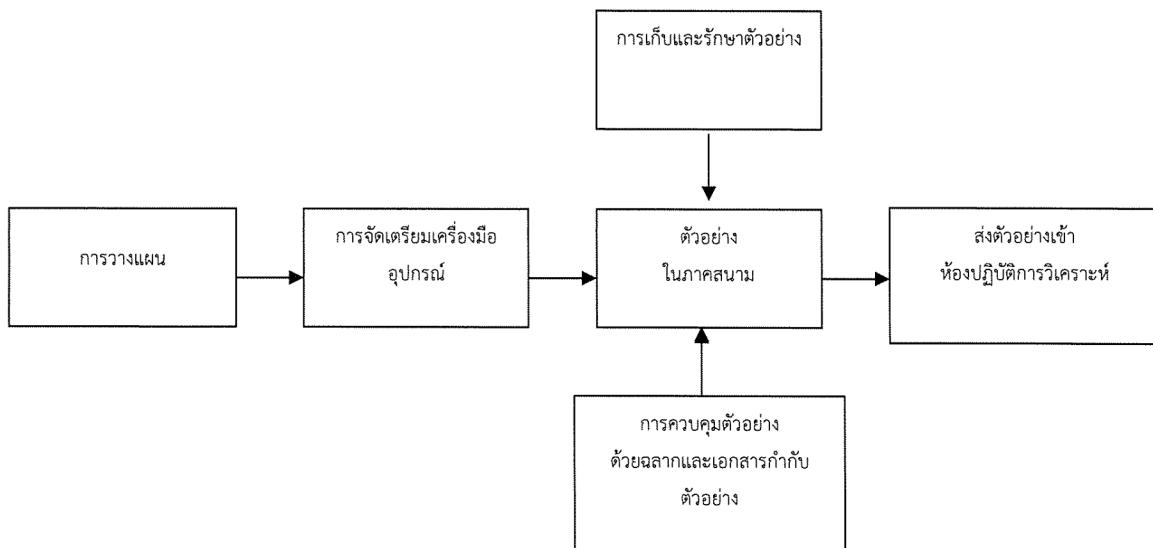 การเก็บและรักษาตัวอย่าง
การวางแผน
การจัดเตรียมเครื่องมือ
อุปกรณ์
ตัวอย่าง
ในภาคสนาม
ส่งตัวอย่างเข้า
ห้องปฏิบัติการวิเคราะห์
การควบคุมตัวอย่าง
ด้วยฉลากและเอกสารกำกับ
ตัวอย่าง